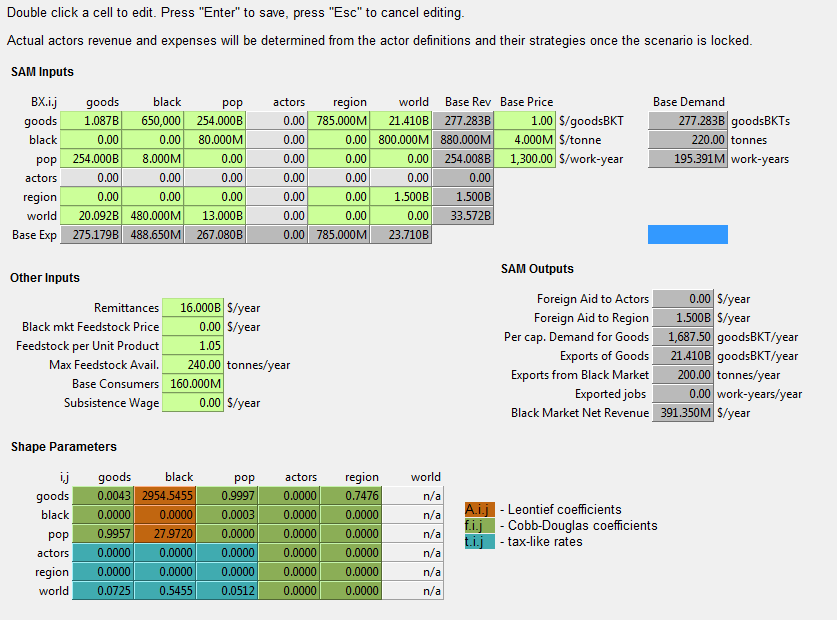 Double click a cell to edit. Press "Enter" to save, press "Esc" to cancel editing.
Actual actors revenue and expenses will be determined from the actor definitions and their strategies once the scenario is locked.
SAM Inputs
BX.i.j goods black pop actors region world Base Rev Base Price Base Demand
goods 1.087B 650,000 254.000B 0.00 785.000M 21.410B 277.283B 1.00 $/goodsBKT 277.283B goodsBKTs
black 0.00 0.00 80.000M 0.00 0.00 800.000M 880.000M 4.000M $/tonne 220.00 tonnes
pop 254.000B 8.000M 0.00 0.00 0.00 0.00 254.008B 1,300.00 $/work-year 195.391M work-years
actors 0.00 0.00 0.00 0.00 0.00 0.00 0.00
region 0.00 0.00 0.00 0.00 0.00 1.500B 1.500B
world 20.092B 480.000M 13.000B 0.00 0.00 0.00 33.572B
Base Exp 275.179B 488.650M 267.080B 0.00 785.000M 23.710B
Other Inputs
Remittances 16.000B $/year
Black mkt Feedstock Price 0.00 $/year
Feedstock per Unit Product 1.05
Max Feedstock Avail. 240.00 tonnes/year
Base Consumers 160.000M
Subsistence Wage 0.00 $/year
SAM Outputs
Foreign Aid to Actors 0.00 $/year
Foreign Aid to Region 1.500B $/year
Per cap. Demand for Goods 1,687.50 goodsBKT/year
Exports of Goods 21.410B goodsBKT/year
Exports from Black Market 200.00 tonnes/year
Exported jobs 0.00 work-years/year
Black Market Net Revenue 391.350M $/year
Shape Parameters
i,j goods black pop actors region world
goods 0.0043 2954.5455 0.9997 0.0000 0.7476 n/a
black 0.0000 0.0000 0.0003 0.0000 0.0000 n/a
pop 0.9957 27.9720 0.0000 0.0000 0.0000 n/a
actors 0.0000 0.0000 0.0000 0.0000 0.0000 n/a
region 0.0000 0.0000 0.0000 0.0000 0.0000 n/a
world 0.0725 0.5455 0.0512 0.0000 0.0000 n/a
A.i.j - Leontief coefficients
f.i.j - Cobb-Douglas coefficients
t.i.j - tax-like rates